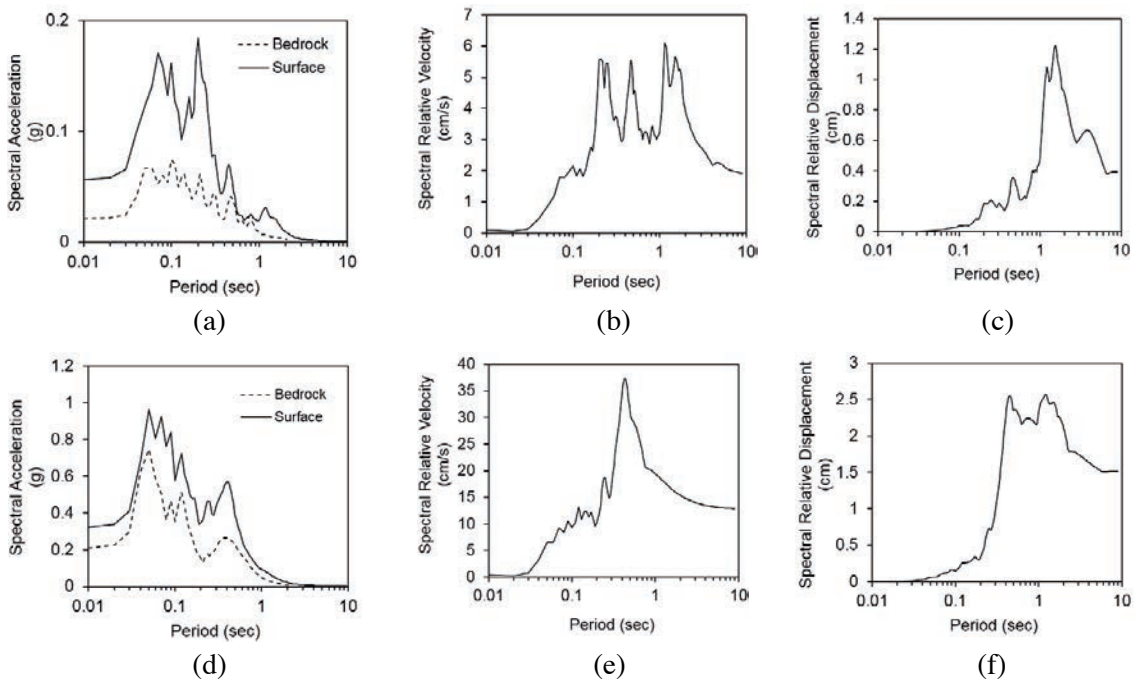 0.2
0.1
0
0.01
0.1
1
10
Spectral Acceleration
(g)
Bedrock
Surface
Period (sec)
(a)
7
6
5
4
3
2
1
0
0.01
0.1
1
10
Spectral Relative Velocity
(cm/s)
Period (sec)
(b)
1.4
1.2
1
0.8
0.6
0.4
0.2
0
0.01
0.1
1
10
Spectral Relative Displacement
(cm)
Period (sec)
(c)
1.2
1
0.8
0.6
0.4
0.2
0
0.01
0.1
1
10
Spectral Acceleration
(g)
Bedrock
Surface
Period (sec)
(d)
40
35
30
25
20
15
10
5
0
0.01
0.1
1
10
Spectral Relative Velocity
(cm/s)
Period (sec)
(e)
3
2.5
2
1.5
1
0.5
0
0.01
0.1
1
10
Spectral Relative Displacement
(cm)
Period (sec)
(f)